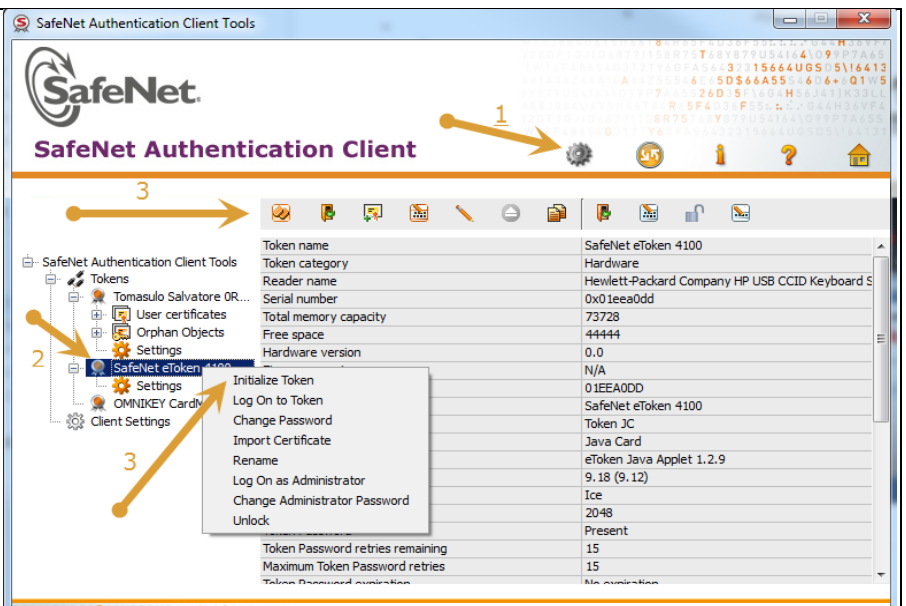 SafeNet Authentication Client Tools
SafeNet.
SafeNet Authentication Client
1
3
Token name SafeNet eToken 4100
Token category Hardware
Reader name Hewlett-Packard Company HP USB CCID Keyboard S
Serial number 0x01eea0dd
Total memory capacity 73728
Free space 44444
Hardware version 0.0
N/A
01EEA0DD
SafeNet eToken 4100
Token JC
Java Card
eToken Java Applet 1.2.9
9.18 (9.12)
Ice
2048
Present
Token Password retries remaining 15
Maximum Token Password retries 15
Token Password expiration No expiration
SafeNet Authentication Client Tools
Tokens
Tomasulo Salvatore 0R...
User certificates
Orphan Objects
Settings
2
SafeNet eToken 4100
Settings
OMNIKEY CardM
Client Settings
3
Initialize Token
Log On to Token
Change Password
Import Certificate
Rename
Log On as Administrator
Change Administrator Password
Unlock